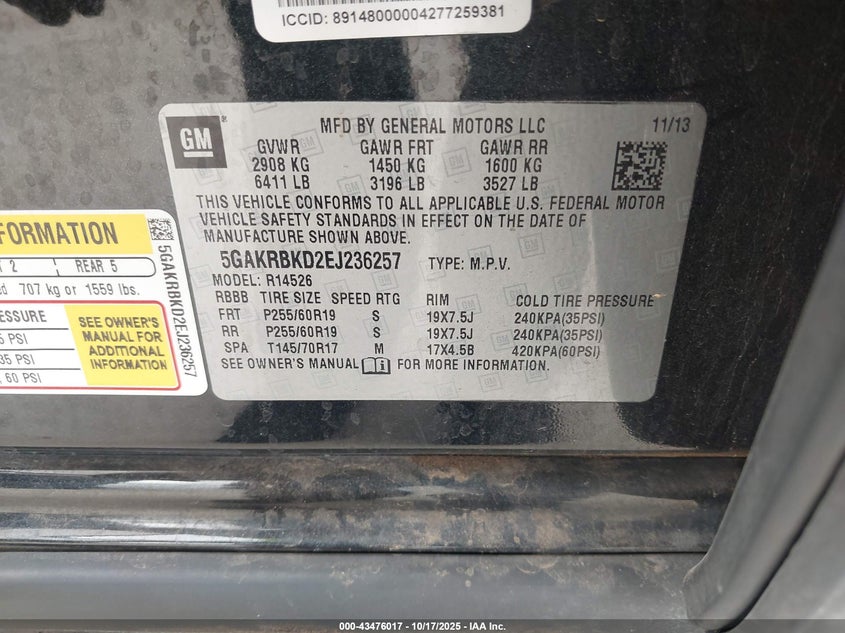 ICCID: 89148000004277259381
GM
MFD BY GENERAL MOTORS LLC 11/13
GVWR GAWR FRT GAWR RR
2908 KG 1450 KG 1600 KG
6411 LB 3196 LB 3527 LB
THIS VEHICLE CONFORMS TO ALL APPLICABLE U.S. FEDERAL MOTOR
VEHICLE SAFETY STANDARDS IN EFFECT ON THE DATE OF
MANUFACTURE SHOWN ABOVE.
5GAKRBKD2EJ236257 TYPE: M.P.V.
MODEL: R14526
RBBB TIRE SIZE SPEED RTG RIM COLD TIRE PRESSURE
FRT P255/60R19 S 19X7.5J 240KPA(35PSI)
RR P255/60R19 S 19X7.5J 240KPA(35PSI)
SPA T145/70R17 M 17X4.5B 420KPA(60PSI)
SEE OWNER'S MANUAL FOR MORE INFORMATION.
FORMATION
2 REAR 5
707 kg or 1559 lbs.
ESSURE
5 PSI
35 PSI
, 60 PSI
SEE OWNER'S
MANUAL FOR
ADDITIONAL
INFORMATION
5GAKRBKD2EJ236257
000-43476017 - 10/17/2025 - IAA Inc.